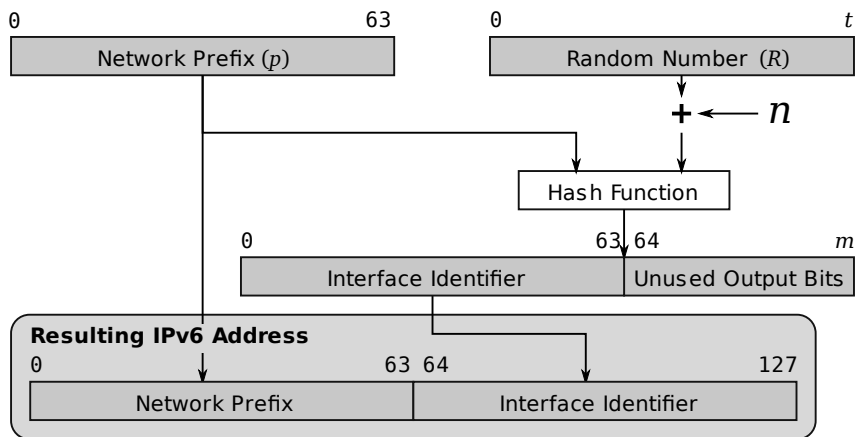 0 63 0 t
Network Prefix (p) Random Number (R)
+ n
Hash Function
0 63 64 m
Interface Identifier Unused Output Bits
Resulting IPv6 Address
0 63 64 127
Network Prefix Interface Identifier